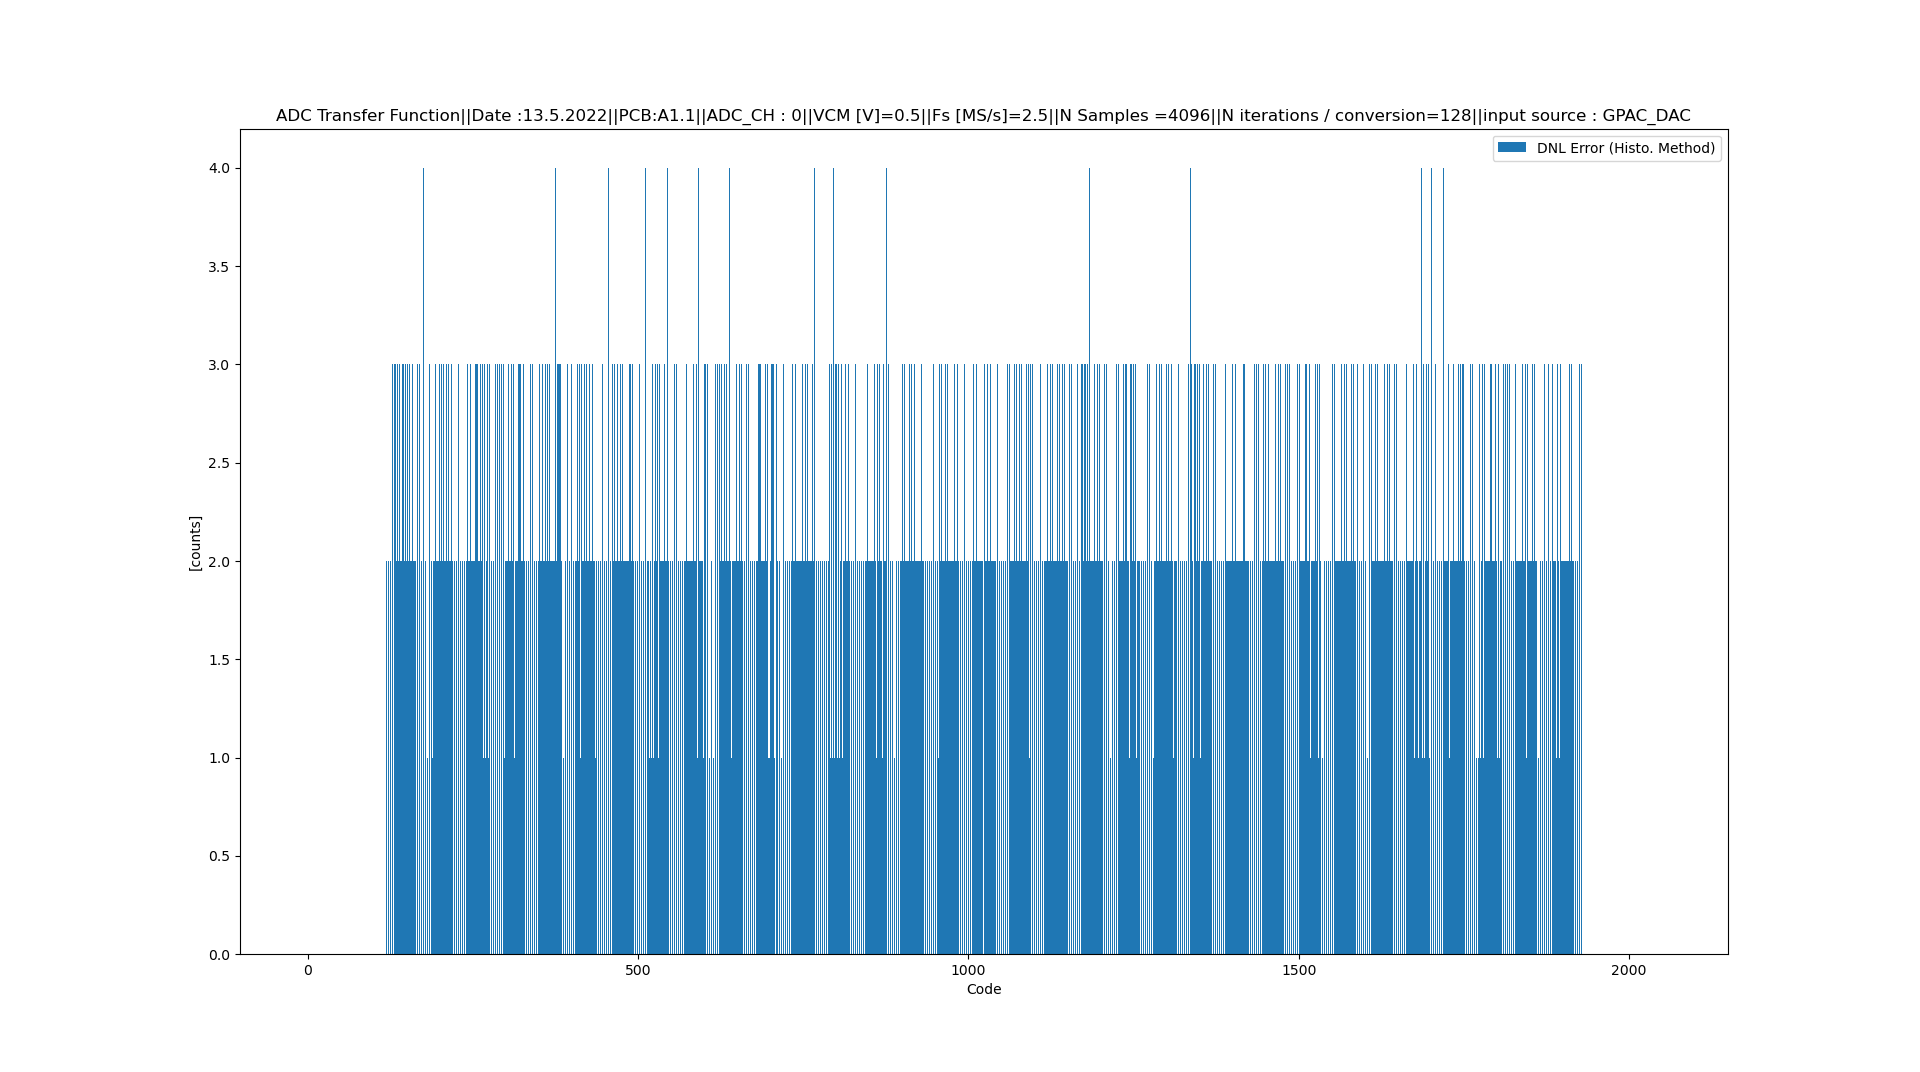 ADC Transfer Function||Date :13.5.2022||PCB:A1.1||ADC_CH : 0||VCM [V]=0.5||Fs [MS/s]=2.5||N Samples =4096||N iterations / conversion=128||input source : GPAC_DAC
DNL Error (Histo. Method)
4.0
3.5
3.0
2.5
2.0
1.5
1.0
0.5
0.0
[counts]
0 500 1000 1500 2000
Code